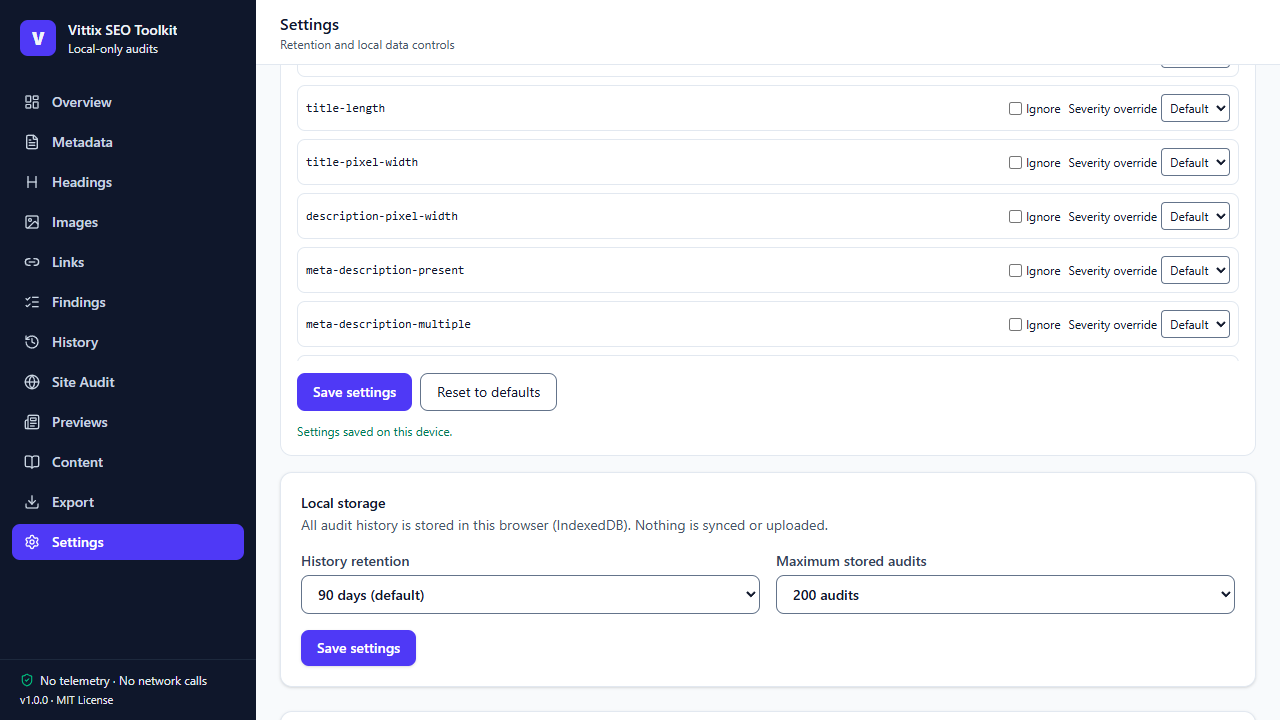 V
Vittix SEO Toolkit
Local-only audits
Overview
Metadata
Headings
Images
Links
Findings
History
Site Audit
Previews
Content
Export
Settings
No telemetry · No network calls
v1.0.0 · MIT License
Settings
Retention and local data controls
title-length Ignore Severity override Default
title-pixel-width Ignore Severity override Default
description-pixel-width Ignore Severity override Default
meta-description-present Ignore Severity override Default
meta-description-multiple Ignore Severity override Default
Save settings Reset to defaults
Settings saved on this device.
Local storage
All audit history is stored in this browser (IndexedDB). Nothing is synced or uploaded.
History retention Maximum stored audits
90 days (default) 200 audits
Save settings